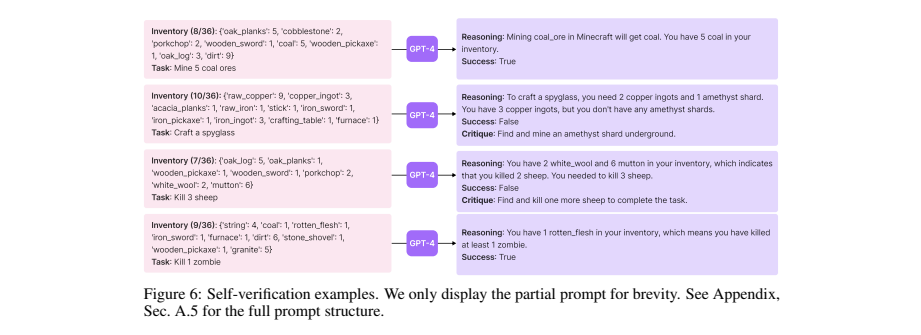 Inventory (8/36): {'oak_planks': 5, 'cobblestone': 2,
'porkchop': 2, 'wooden_sword': 1, 'coal': 5, 'wooden_pickaxe':
1, 'oak_log': 3, 'dirt': 9}
Task: Mine 5 coal ores
GPT-4
Reasoning: Mining coal_ore in Minecraft will get coal. You have 5 coal in your
inventory.
Success: True
Inventory (10/36): {'raw_copper': 9, 'copper_ingot': 3,
'acacia_planks': 1, 'raw_iron': 1, 'stick': 1, 'iron_sword': 1,
'iron_pickaxe': 1, 'iron_ingot': 3, 'crafting_table': 1, 'furnace': 1}
Task: Craft a spyglass
GPT-4
Reasoning: To craft a spyglass, you need 2 copper ingots and 1 amethyst shard.
You have 3 copper ingots, but you don't have any amethyst shards.
Success: False
Critique: Find and mine an amethyst shard underground.
Inventory (7/36): {'oak_log': 5, 'oak_planks': 1,
'wooden_pickaxe': 1, 'wooden_sword': 1, 'porkchop': 2,
'white_wool': 2, 'mutton': 6}
Task: Kill 3 sheep
GPT-4
Reasoning: You have 2 white_wool and 6 mutton in your inventory, which indicates
that you killed 2 sheep. You needed to kill 3 sheep.
Success: False
Critique: Find and kill one more sheep to complete the task.
Inventory (9/36): {'string': 4, 'coal': 1, 'rotten_flesh': 1,
'iron_sword': 1, 'furnace': 1, 'dirt': 6, 'stone_shovel': 1,
'wooden_pickaxe': 1, 'granite': 5}
Task: Kill 1 zombie
GPT-4
Reasoning: You have 1 rotten_flesh in your inventory, which means you have killed
at least 1 zombie.
Success: True
Figure 6: Self-verification examples. We only display the partial prompt for brevity. See Appendix,
Sec. A.5 for the full prompt structure.